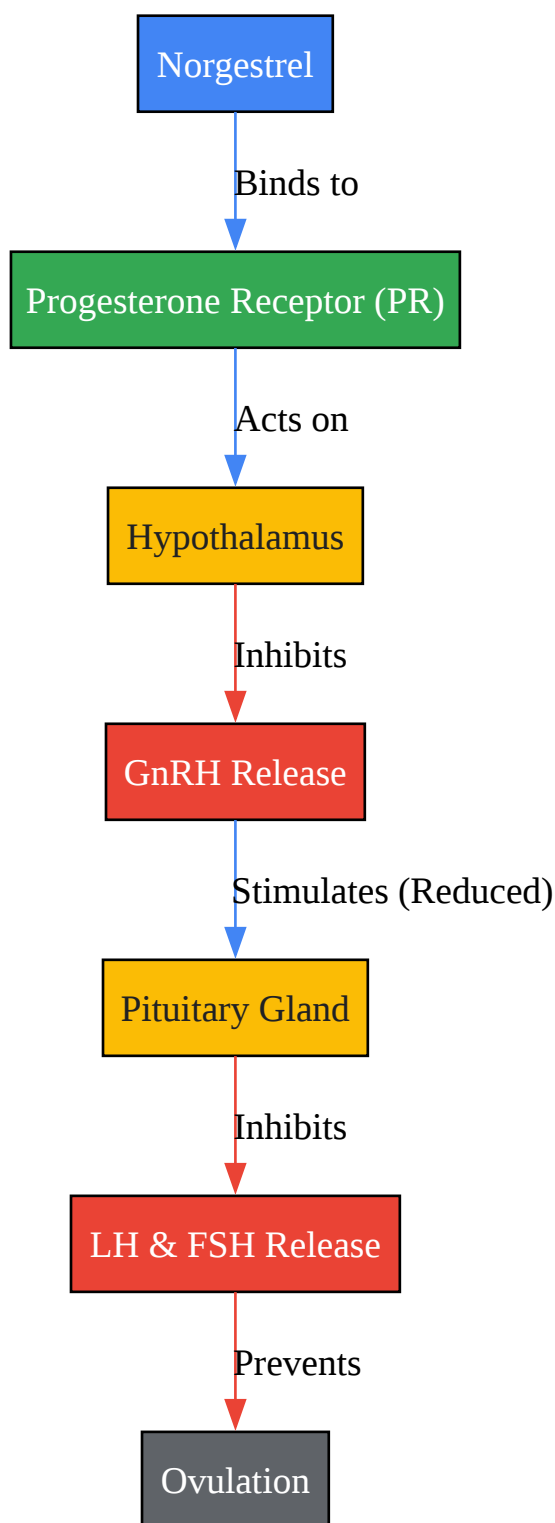 Norgestrel
Binds to
Progesterone Receptor (PR)
Acts on
Hypothalamus
Inhibits
GnRH Release
Stimulates (Reduced)
Pituitary Gland
Inhibits
LH & FSH Release
Prevents
Ovulation